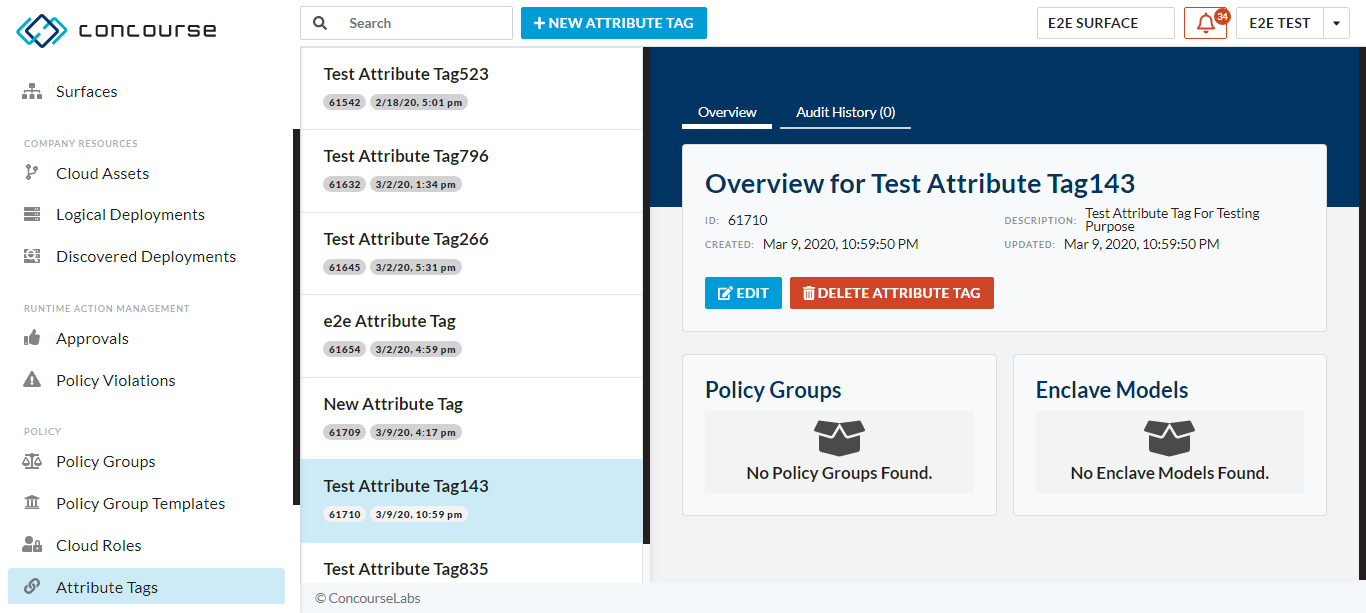 concourse
Search
+ NEW ATTRIBUTE TAG
E2E SURFACE
34
E2E TEST
Surfaces
COMPANY RESOURCES
Cloud Assets
Logical Deployments
Discovered Deployments
RUNTIME ACTION MANAGEMENT
Approvals
Policy Violations
POLICY
Policy Groups
Policy Group Templates
Cloud Roles
Attribute Tags
Test Attribute Tag523
61542 2/18/20, 5:01 pm
Test Attribute Tag796
61632 3/2/20, 1:34 pm
Test Attribute Tag266
61645 3/2/20, 5:31 pm
e2e Attribute Tag
61654 3/2/20, 4:59 pm
New Attribute Tag
61709 3/9/20, 4:17 pm
Test Attribute Tag143
61710 3/9/20, 10:59 pm
Test Attribute Tag835
Overview Audit History (0)
Overview for Test Attribute Tag143
ID: 61710
DESCRIPTION: Test Attribute Tag For Testing
Purpose
CREATED: Mar 9, 2020, 10:59:50 PM
UPDATED: Mar 9, 2020, 10:59:50 PM
EDIT DELETE ATTRIBUTE TAG
Policy Groups
No Policy Groups Found.
Enclave Models
No Enclave Models Found.
© ConcourseLabs